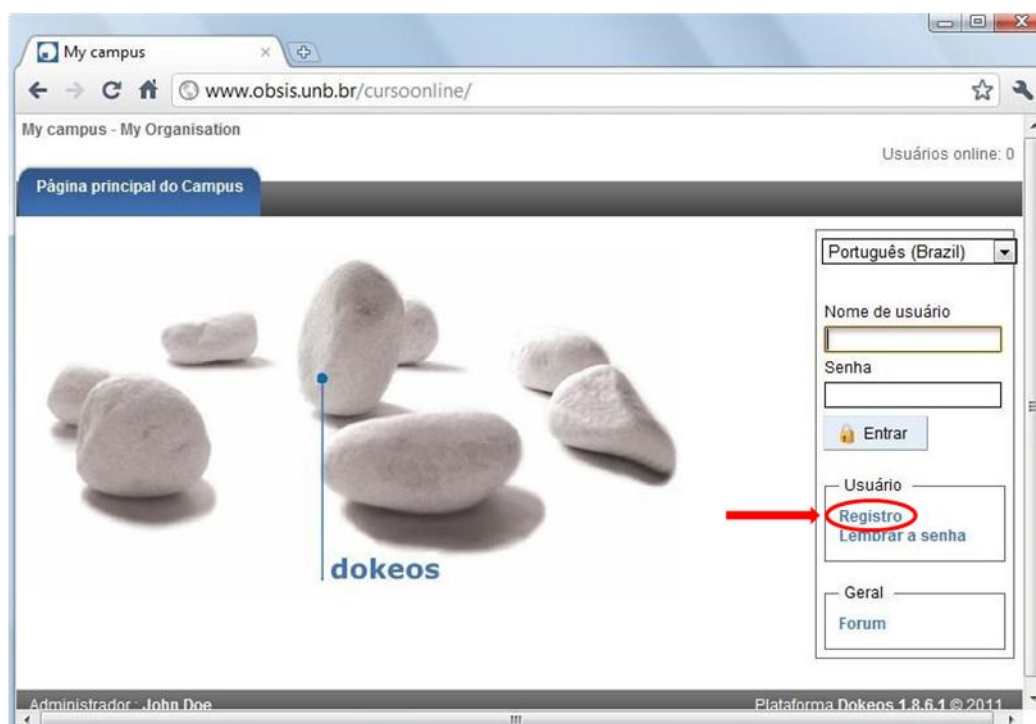 My campus
www.obsis.unb.br/cursoonline/
My campus - My Organisation
Usuários online: 0
Página principal do Campus
Português (Brazil)
Nome de usuário
Senha
Entrar
Usuário
Registro
Lembrar a senha
Geral
Forum
dokeos
Administrador : John Doe
Plataforma Dokeos 1.8.6.1 © 2011